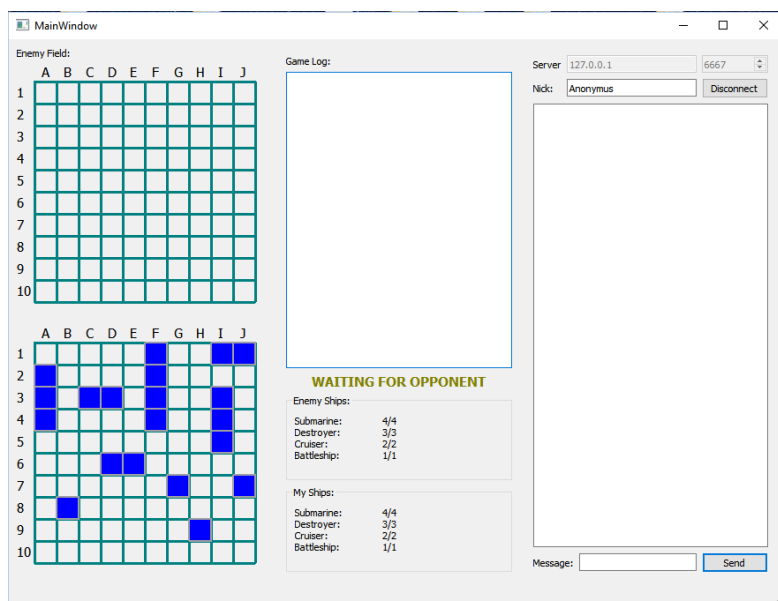 MainWindow
Enemy Field:
A B C D E F G H I J
1
2
3
4
5
6
7
8
9
10
A B C D E F G H I J
1
2
3
4
5
6
7
8
9
10
Game Log:
WAITING FOR OPPONENT
Enemy Ships:
Submarine: 4/4
Destroyer: 3/3
Cruiser: 2/2
Battleship: 1/1
My Ships:
Submarine: 4/4
Destroyer: 3/3
Cruiser: 2/2
Battleship: 1/1
Server 127.0.0.1 6667
Nick: Anonymus Disconnect
Message: Send